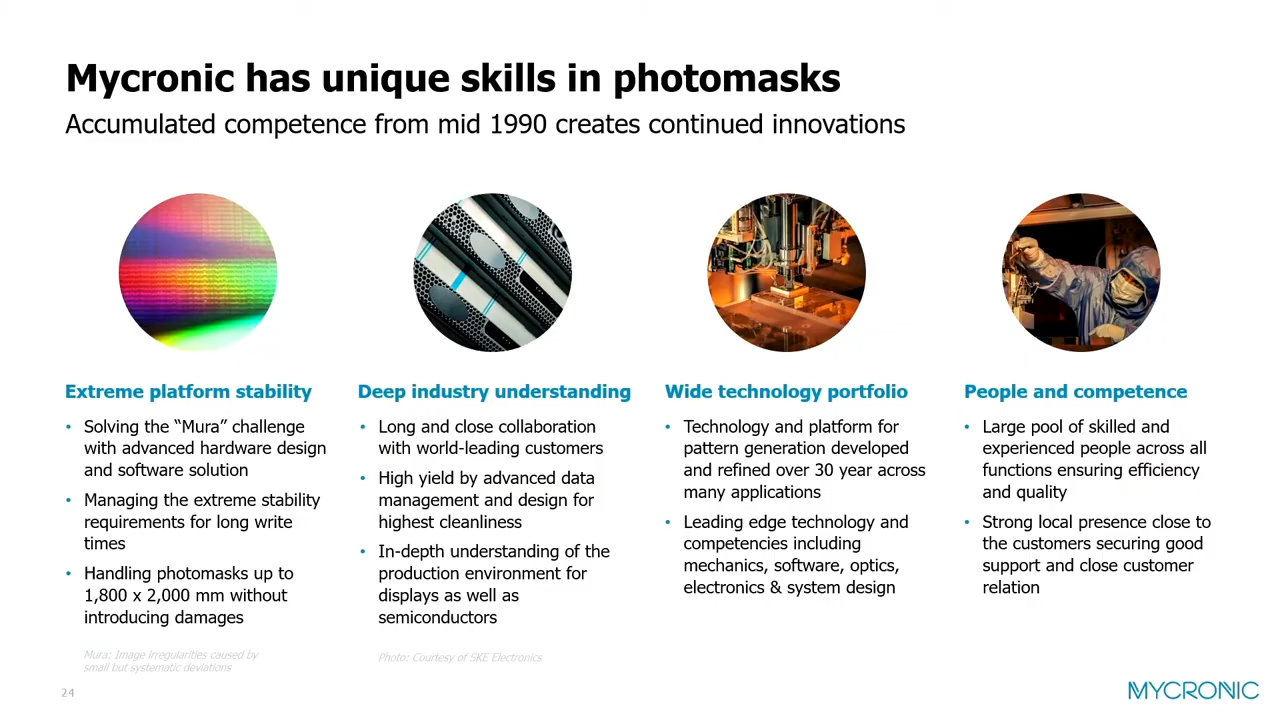 Mycronic has unique skills in photomasks
Accumulated competence from mid 1990 creates continued innovations
Extreme platform stability
• Solving the “Mura” challenge
with advanced hardware design
and software solution
• Managing the extreme stability
requirements for long write
times
• Handling photomasks up to
1,800 x 2,000 mm without
introducing damages
Mura: Image irregularities caused by
small but systematic deviations
Deep industry understanding
• Long and close collaboration
with world-leading customers
• High yield by advanced data
management and design for
highest cleanliness
• In-depth understanding of the
production environment for
displays as well as
semiconductors
Photo: Courtesy of SKE Electronics
Wide technology portfolio
• Technology and platform for
pattern generation developed
and refined over 30 year across
many applications
• Leading edge technology and
competencies including
mechanics, software, optics,
electronics & system design
People and competence
• Large pool of skilled and
experienced people across all
functions ensuring efficiency
and quality
• Strong local presence close to
the customers securing good
support and close customer
relation
24
MYCRONIC